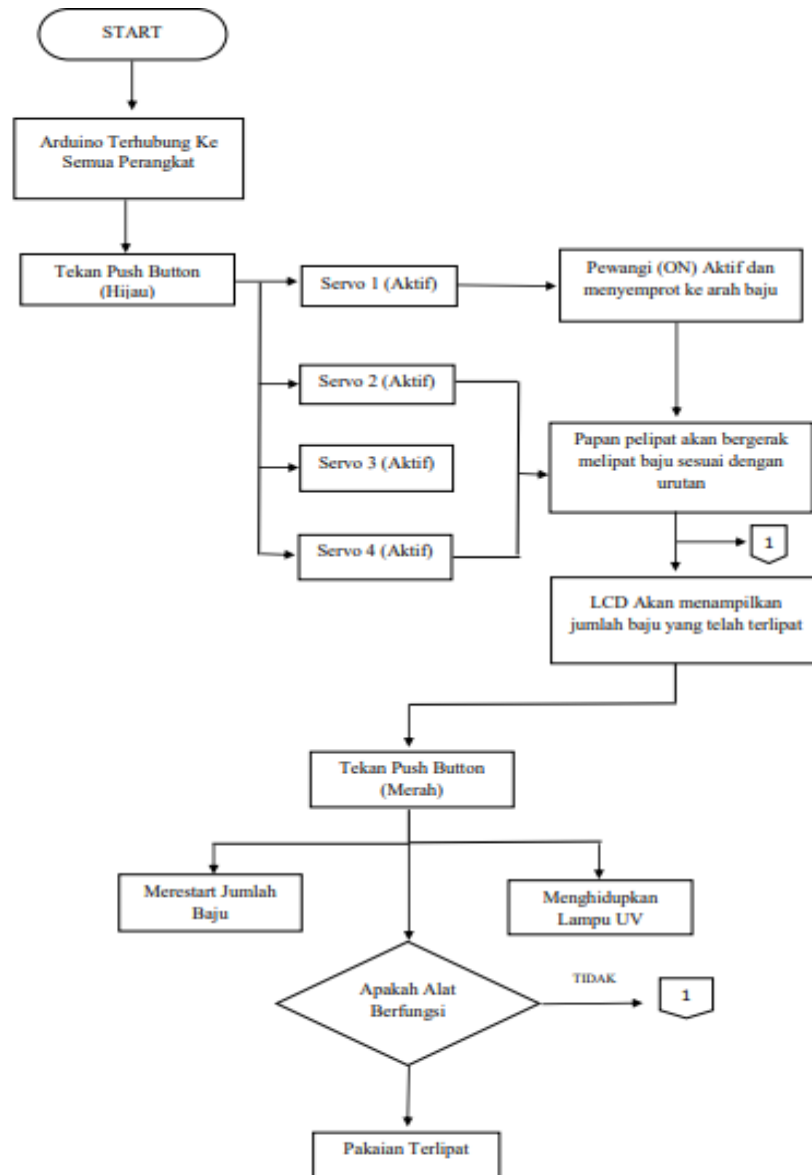 START
Arduino Terhubung Ke
Semua Perangkat
Tekan Push Button
(Hijau)
Servo 1 (Aktif)
Pewangi (ON) Aktif dan
menyemprot ke arah baju
Servo 2 (Aktif)
Servo 3 (Aktif)
Servo 4 (Aktif)
Papan pelipat akan bergerak
melipat baju sesuai dengan
urutan
1
LCD Akan menampilkan
jumlah baju yang telah terlipat
Tekan Push Button
(Merah)
Merestart Jumlah
Baju
Menghidupkan
Lampu UV
Apakah Alat
Berfungsi
TIDAK
1
Pakaian Terlipat